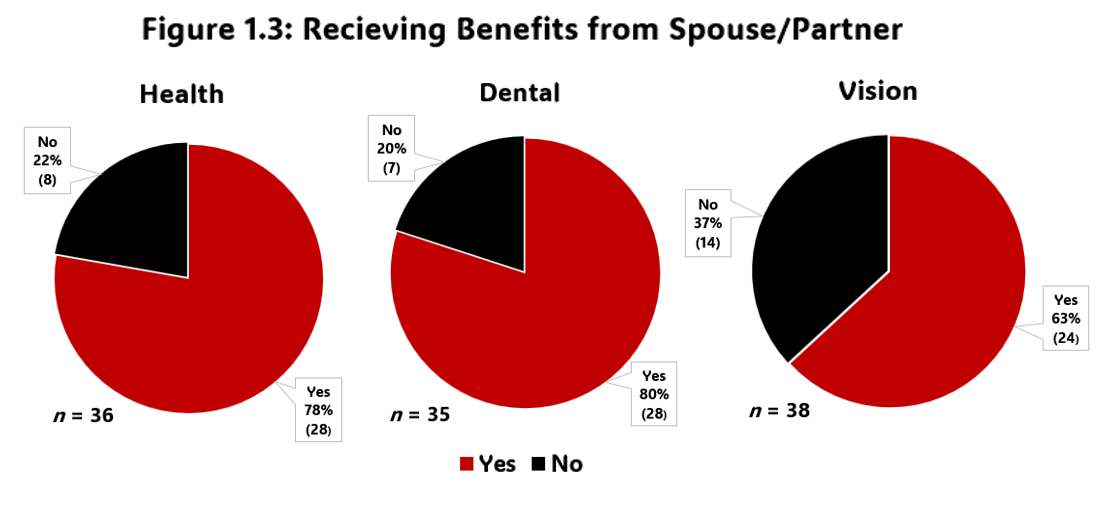 Figure 1.3: Recieving Benefits from Spouse/Partner
Health
No
22%
(8)
Yes
78%
(28)
n = 36
Dental
No
20%
(7)
Yes
80%
(28)
n = 35
Vision
No
37%
(14)
Yes
63%
(24)
n = 38
Yes No